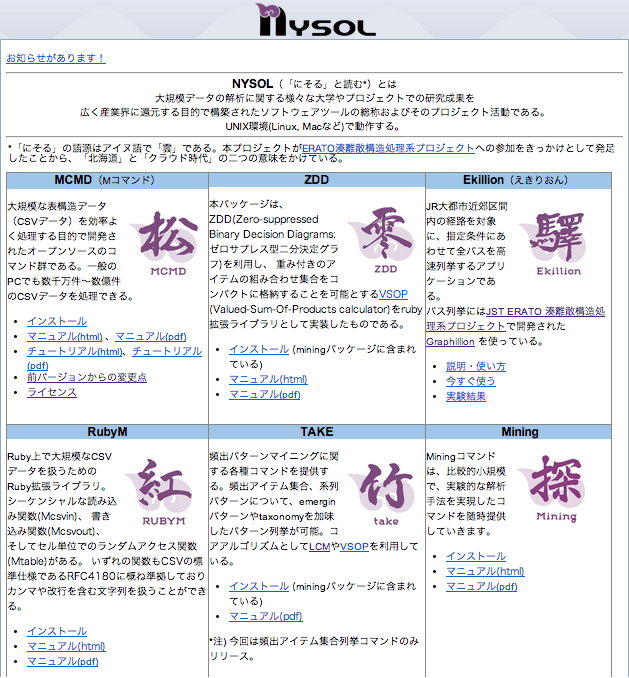 NYSOL
お知らせがあります！
NYSOL（「にそる」と読む*）とは
大規模データの解析に関する様々な大学やプロジェクトでの研究成果を
広く産業界に還元する目的で構築されたソフトウェアツールの総称およびそのプロジェクト活動である。
UNIX環境(Linux, Macなど)で動作する。
*「にそる」の語源はアイヌ語で「雲」である。本プロジェクトがERATO湊離散構造処理系プロジェクトへの参加をきっかけとして発足
したことから、「北海道」と「クラウド時代」の二つの意味をかけている。
MCMD（Mコマンド）
大規模な表構造データ
（CSVデータ）を効率よ
く処理する目的で開発さ
れたオープンソースのコ
マンド群である。一般の
PCでも数千万件〜数億件
のCSVデータを処理できる。
松
MCMD
インストール
マニュアル(html) 、マニュアル(pdf)
チュートリアル(html)、チュートリアル
(pdf)
前バージョンからの変更点
ライセンス
ZDD
本パッケージは、
ZDD(Zero-suppressed
Binary Decision Diagrams:
ゼロサプレス型二分決定グラ
フ)を利用し、 重み付きのア
イテムの組み合わせ集合をコ
ンパクトに格納することを可能とするVSOP
(Valued-Sum-Of-Products calculator)をruby
拡張ライブラリとして実装したものである。
零
ZDD
インストール (miningパッケージに含まれ
ている)
マニュアル(html)
マニュアル(pdf)
Ekillion（えきりおん）
JR大都市近郊区間
内の経路を対象
に、指定条件にあ
わせて全パスを高
速列挙するアプリ
ケーションであ
る。
パス列挙にはJST ERATO 湊離散構造処
理系プロジェクトで開発された
Graphillion を使っている。
驛
Ekillion
説明・使い方
今すぐ使う
実験結果
RubyM
Ruby上で大規模なCSV
データを扱うための
Ruby拡張ライブラリ。
シーケンシャルな読み込
み関数(Mcsvin)、 書き
込み関数(Mcsvout)、
そしてセル単位でのランダムアクセス関数
(Mtable)がある。 いずれの関数もCSVの標
準仕様であるRFC4180に概ね準拠しており
カンマや改行を含む文字列を扱うことができ
る。
紅
RUBYM
インストール
マニュアル(html)
マニュアル(pdf)
TAKE
頻出パターンマイニングに関
する各種コマンドを提供す
る。頻出アイテム集合、系列
パターンについて、emergin
パターンやtaxonomyを加味
したパターン列挙が可能。コ
アアルゴリズムとしてLCMやVSOPを利用して
いる。
竹
take
インストール (miningパッケージに含まれ
ている)
マニュアル(pdf)
*注) 今回は頻出アイテム集合列挙コマンドのみ
リリース。
Mining
Miningコマンド
は、比較的小規模
で、実験的な解析
手法を実現したコ
マンドを随時提供
していきます。
探
Mining
インストール
マニュアル(html)
マニュアル(pdf)